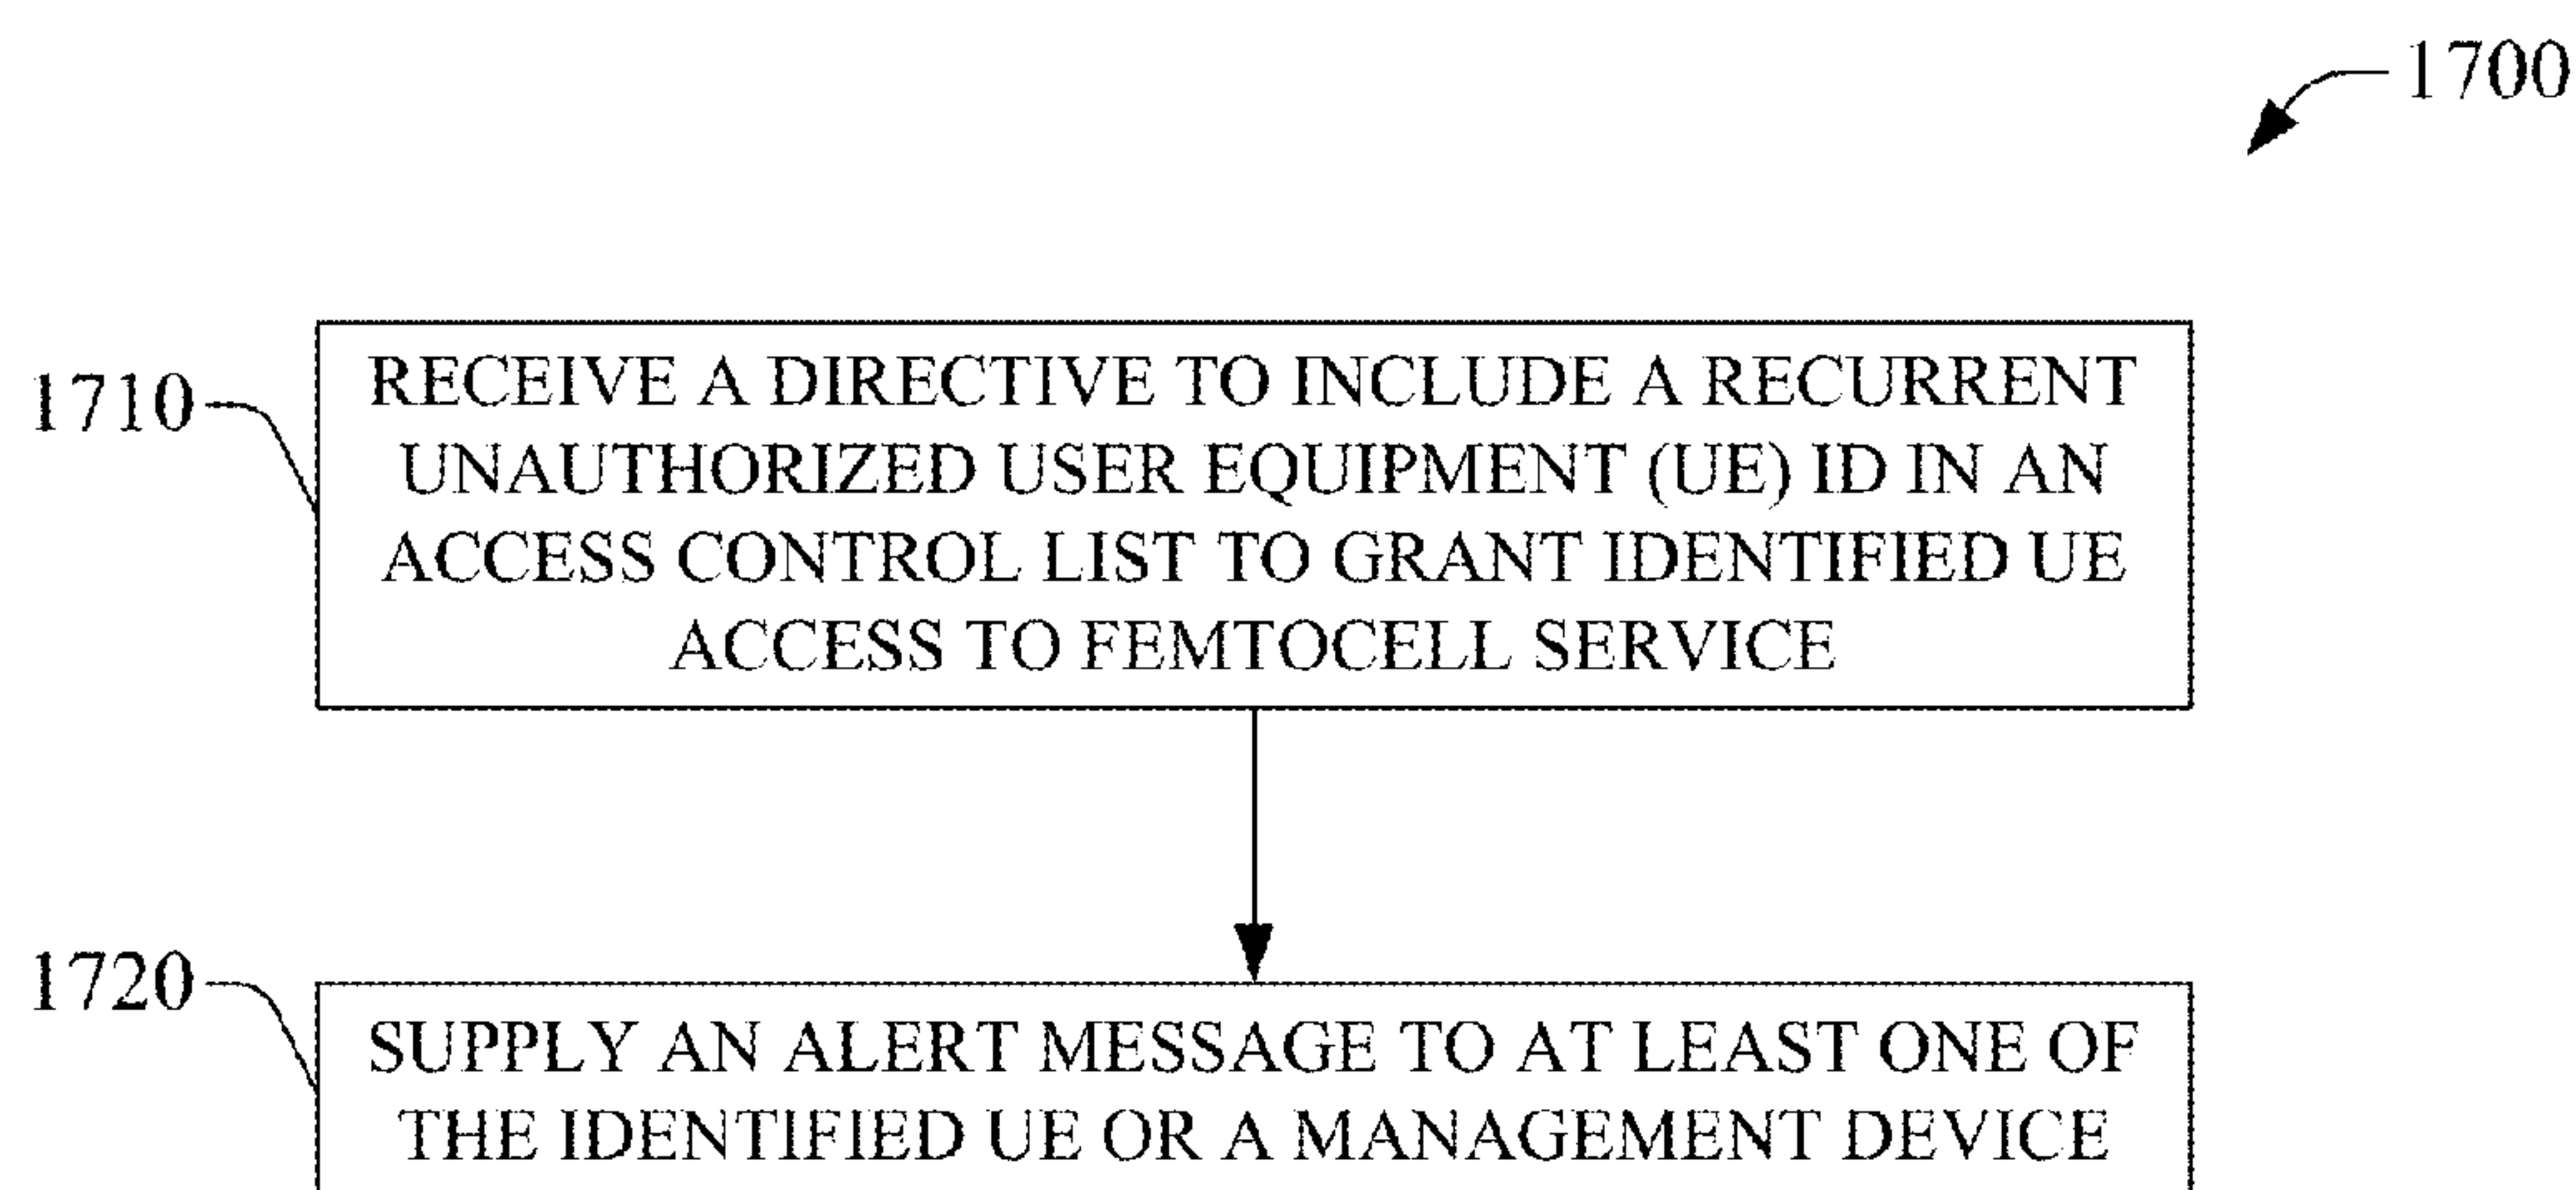 1700
1710
RECEIVE A DIRECTIVE TO INCLUDE A RECURRENT
UNAUTHORIZED USER EQUIPMENT (UE) ID IN AN
ACCESS CONTROL LIST TO GRANT IDENTIFIED UE
ACCESS TO FEMTOCELL SERVICE
1720
SUPPLY AN ALERT MESSAGE TO AT LEAST ONE OF
THE IDENTIFIED UE OR A MANAGEMENT DEVICE